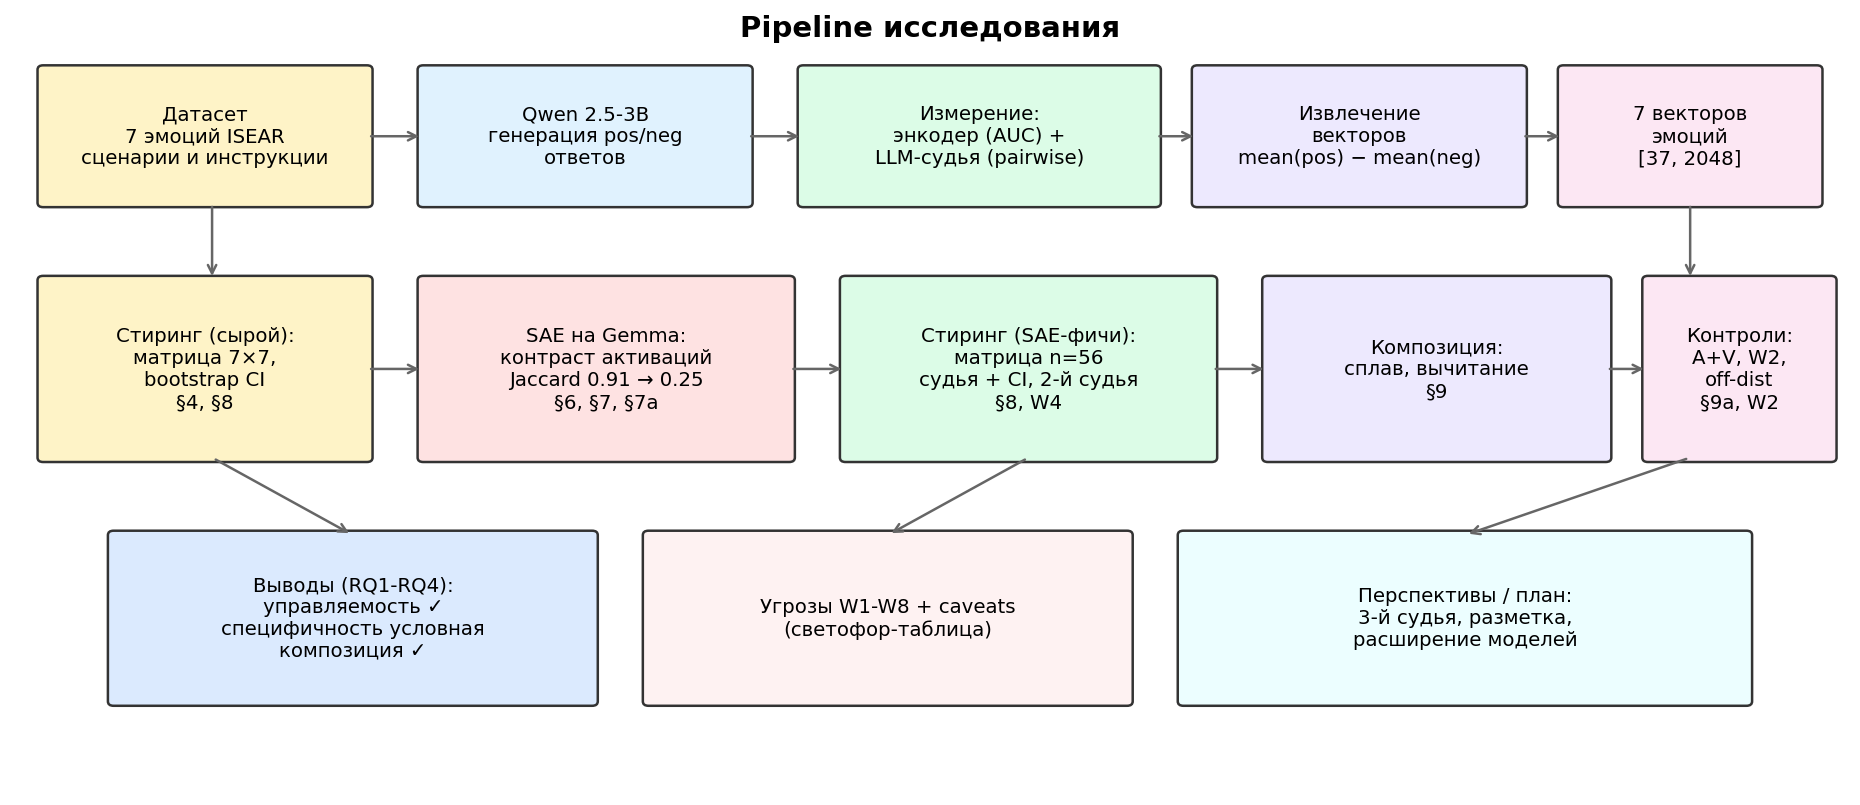 Pipeline исследования
Датасет
7 эмоций ISEAR
сценарии и инструкции
Qwen 2.5-3B
генерация pos/neg
ответов
Измерение:
энкодер (AUC) +
LLM-судья (pairwise)
Извлечение
векторов
mean(pos) − mean(neg)
7 векторов
эмоций
[37, 2048]
Стиринг (сырой):
матрица 7×7,
bootstrap CI
§4, §8
SAE на Gemma:
контраст активаций
Jaccard 0.91 → 0.25
§6, §7, §7a
Стиринг (SAE-фичи):
матрица n=56
судья + CI, 2-й судья
§8, W4
Композиция:
сплав, вычитание
§9
Контроли:
A+V, W2,
off-dist
§9a, W2
Выводы (RQ1-RQ4):
управляемость ✓
специфичность условная
композиция ✓
Угрозы W1-W8 + caveats
(светофор-таблица)
Перспективы / план:
3-й судья, разметка,
расширение моделей